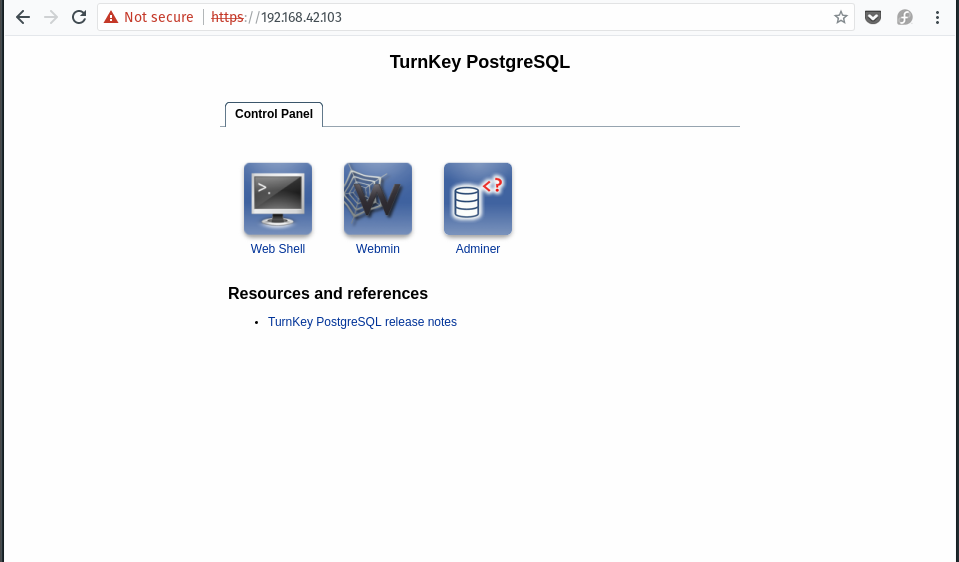 Not secure https://192.168.42.103
TurnKey PostgreSQL
Control Panel
>.
W <?
Web Shell Webmin Adminer
Resources and references
• TurnKey PostgreSQL release notes